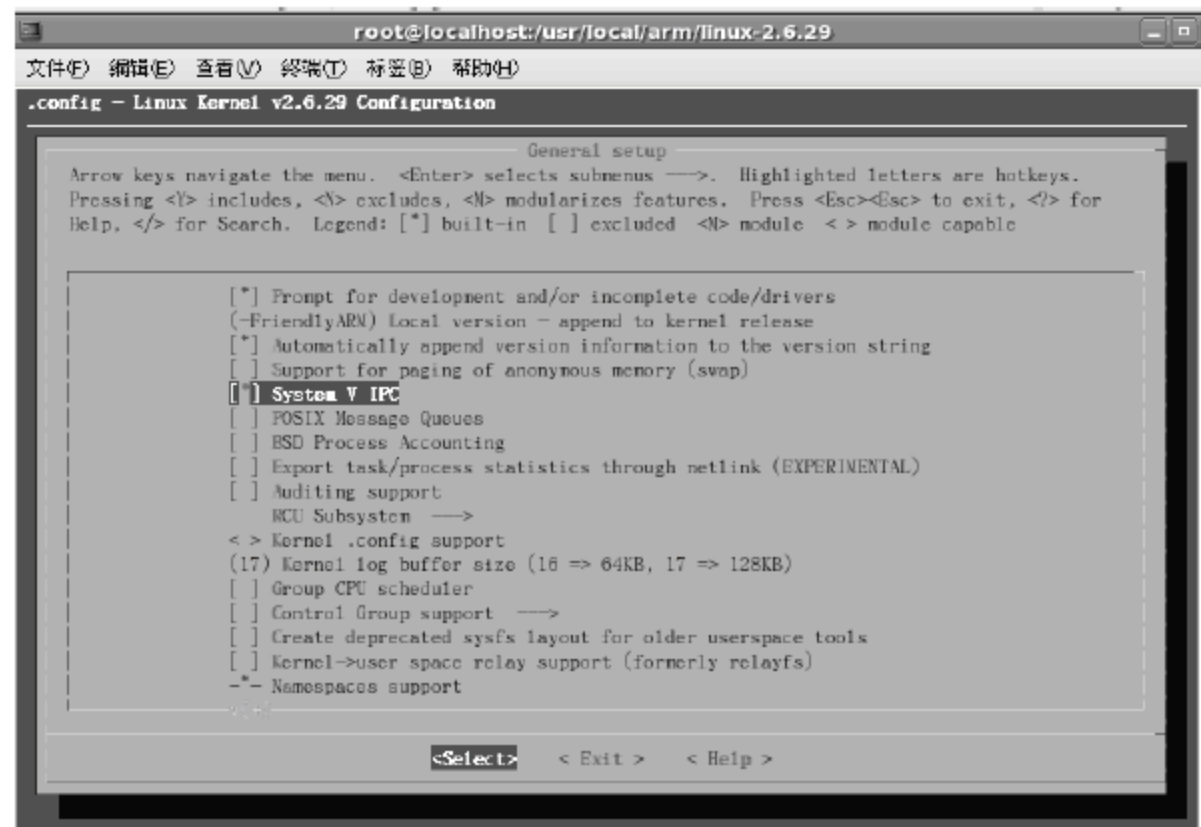 root@localhost:/usr/local/arm/linux-2.6.29
文件(F) 编辑(E) 查看(V) 终端(T) 标签(B) 帮助(H)
.config - Linux Kernel v2.6.29 Configuration
General setup
Arrow keys navigate the menu. <Enter> selects submenus --->. Highlighted letters are hotkeys.
Pressing <Y> includes, <N> excludes, <M> modularizes features. Press <Esc><Esc> to exit, <?> for
Help, </> for Search. Legend: [*] built-in [ ] excluded <M> module < > module capable
[*] Prompt for development and/or incomplete code/drivers
(-FriendlyARM) Local version - append to kernel release
[*] Automatically append version information to the version string
[ ] Support for paging of anonymous memory (swap)
[*] System V IPC
[ ] POSIX Message Queues
[ ] BSD Process Accounting
[ ] Export task/process statistics through netlink (EXPERIMENTAL)
[ ] Auditing support
RCU Subsystem --->
< > Kernel .config support
(17) Kernel log buffer size (16 => 64KB, 17 => 128KB)
[ ] Group CPU scheduler
[ ] Control Group support --->
[ ] Create deprecated sysfs layout for older userspace tools
[ ] Kernel->user space relay support (formerly relayfs)
-*- Namespaces support
<Select> < Exit > < Help >